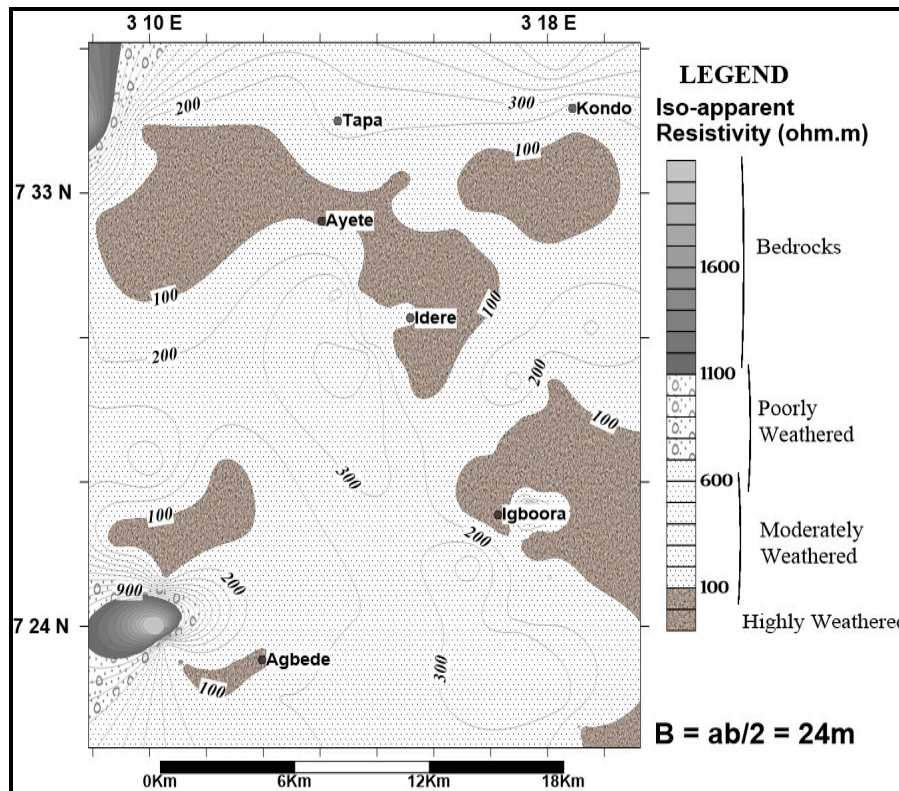 3 10 E
3 18 E
7 33 N
7 24 N
200
300
Tapa
Kondo
100
Ayete
100
Idere
100
200
200
100
300
100
Igboora
200
900
200
Agbede
100
300
0Km
6Km
12Km
18Km
LEGEND
Iso-apparent
Resistivity (ohm.m)
1600
Bedrocks
1100
Poorly
Weathered
600
Moderately
Weathered
100
Highly Weathered
B = ab/2 = 24m